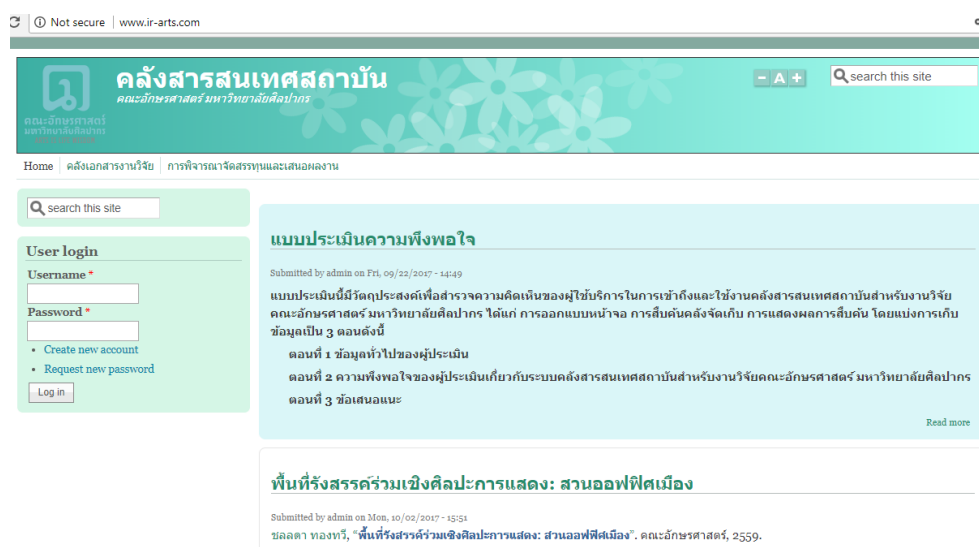 Not secure | www.ir-arts.com
คลังสารสนเทศสถาบัน
คณะอักษรศาสตร์ มหาวิทยาลัยศิลปากร
- A +
search this site
คณะอักษรศาสตร์
มหาวิทยาลัยศิลปากร
Home คลังเอกสารงานวิจัย การพิจารณาจัดสรรทุนและเสนอผลงาน
search this site
User login
Username *
Password *
Create new account
Request new password
Log in
แบบประเมินความพึงพอใจ
Submitted by admin on Fri, 09/22/2017 - 14:49
แบบประเมินนี้มีวัตถุประสงค์เพื่อสำรวจความคิดเห็นของผู้ใช้บริการในการเข้าถึงและใช้งานคลังสารสนเทศสถาบันสำหรับงานวิจัย
คณะอักษรศาสตร์ มหาวิทยาลัยศิลปากร ได้แก่ การออกแบบหน้าจอ การสืบค้นคลังจัดเก็บ การแสดงผลการสืบค้น โดยแบ่งการเก็บ
ข้อมูลเป็น 3 ตอนดังนี้
ตอนที่ 1 ข้อมูลทั่วไปของผู้ประเมิน
ตอนที่ 2 ความพึงพอใจของผู้ประเมินเกี่ยวกับระบบคลังสารสนเทศสถาบันสำหรับงานวิจัยคณะอักษรศาสตร์ มหาวิทยาลัยศิลปากร
ตอนที่ 3 ข้อเสนอแนะ
Read more
พื้นที่รังสรรค์ร่วมเชิงศิลปะการแสดง: สวนออฟฟิศเมือง
Submitted by admin on Mon, 10/02/2017 - 15:51
ชลลดา ทองทวี, "พื้นที่รังสรรค์ร่วมเชิงศิลปะการแสดง: สวนออฟฟิศเมือง". คณะอักษรศาสตร์, 2559.